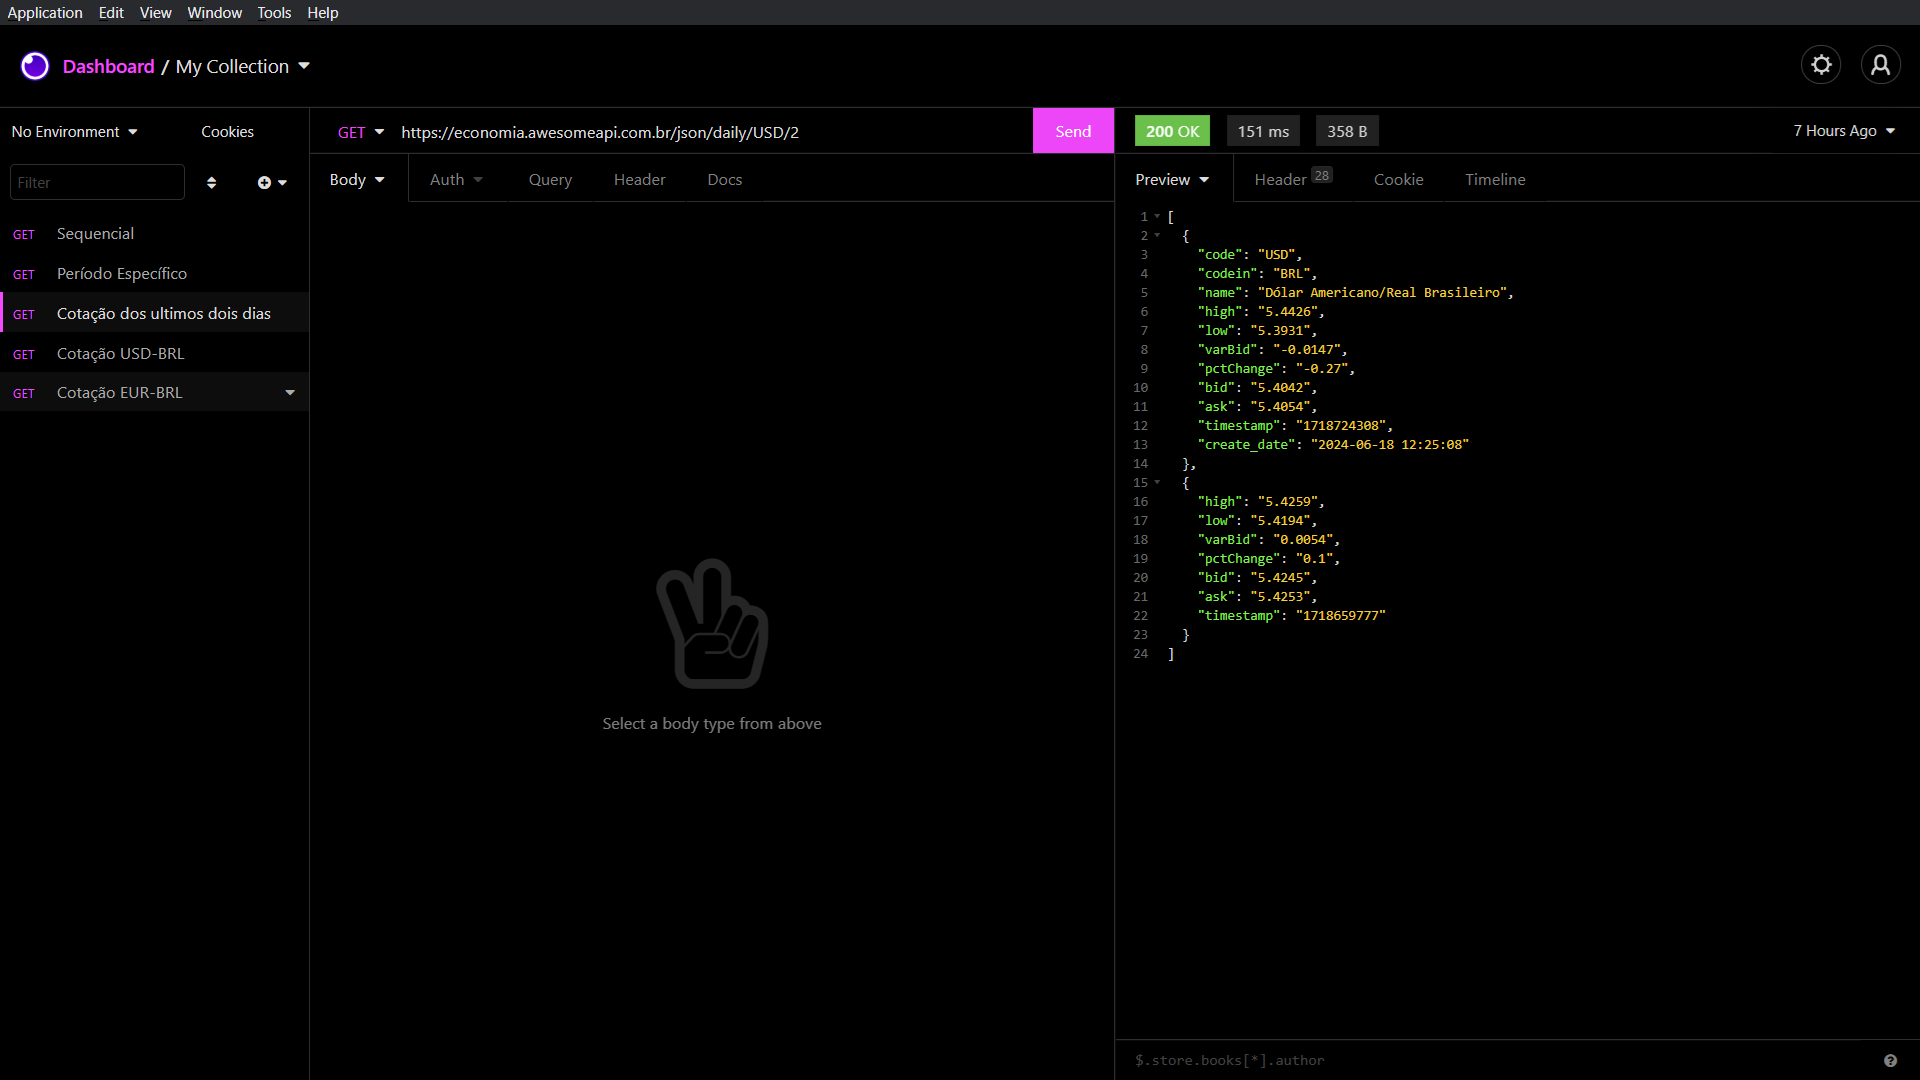 Application Edit View Window Tools Help
Dashboard / My Collection
No Environment Cookies
Filter
GET Sequencial
GET Período Específico
GET Cotação dos ultimos dois dias
GET Cotação USD-BRL
GET Cotação EUR-BRL
GET https://economia.awesomeapi.com.br/json/daily/USD/2 Send
Body Auth Query Header Docs
Select a body type from above
200 OK 151 ms 358 B 7 Hours Ago
Preview Header 28 Cookie Timeline
1 [
2 {
3 "code": "USD",
4 "codein": "BRL",
5 "name": "Dólar Americano/Real Brasileiro",
6 "high": "5.4426",
7 "low": "5.3931",
8 "varBid": "-0.0147",
9 "pctChange": "-0.27",
10 "bid": "5.4042",
11 "ask": "5.4054",
12 "timestamp": "1718724308",
13 "create_date": "2024-06-18 12:25:08"
14 },
15 {
16 "high": "5.4259",
17 "low": "5.4194",
18 "varBid": "0.0054",
19 "pctChange": "0.1",
20 "bid": "5.4245",
21 "ask": "5.4253",
22 "timestamp": "1718659777"
23 }
24 ]
$.store.books[*].author